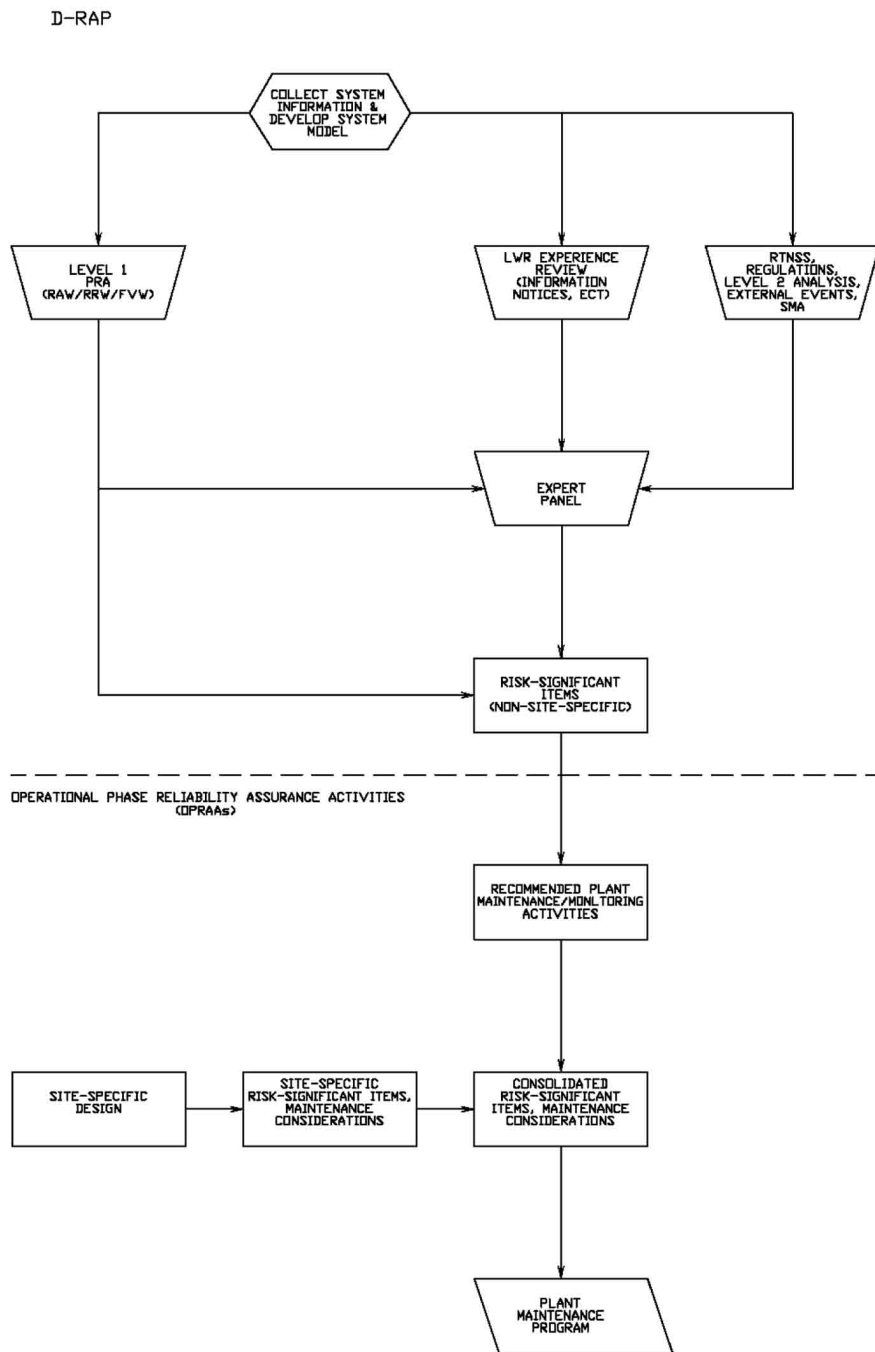 D-RAP
COLLECT SYSTEM
INFORMATION &
DEVELOP SYSTEM
MODEL
LEVEL 1
PRA
(RAW/RRW/FVW)
LWR EXPERIENCE
REVIEW
(INFORMATION
NOTICES, ECT)
RTNSS,
REGULATIONS,
LEVEL 2 ANALYSIS,
EXTERNAL EVENTS,
SMA
EXPERT
PANEL
RISK-SIGNIFICANT
ITEMS
(NON-SITE-SPECIFIC)
OPERATIONAL PHASE RELIABILITY ASSURANCE ACTIVITIES
(OPRAAs)
RECOMMENDED PLANT
MAINTENANCE/MONLTORING
ACTIVITIES
SITE-SPECIFIC
DESIGN
SITE-SPECIFIC
RISK-SIGNIFICANT ITEMS,
MAINTENANCE
CONSIDERATIONS
CONSOLIDATED
RISK-SIGNIFICANT
ITEMS, MAINTENANCE
CONSIDERATIONS
PLANT
MAINTENANCE
PROGRAM